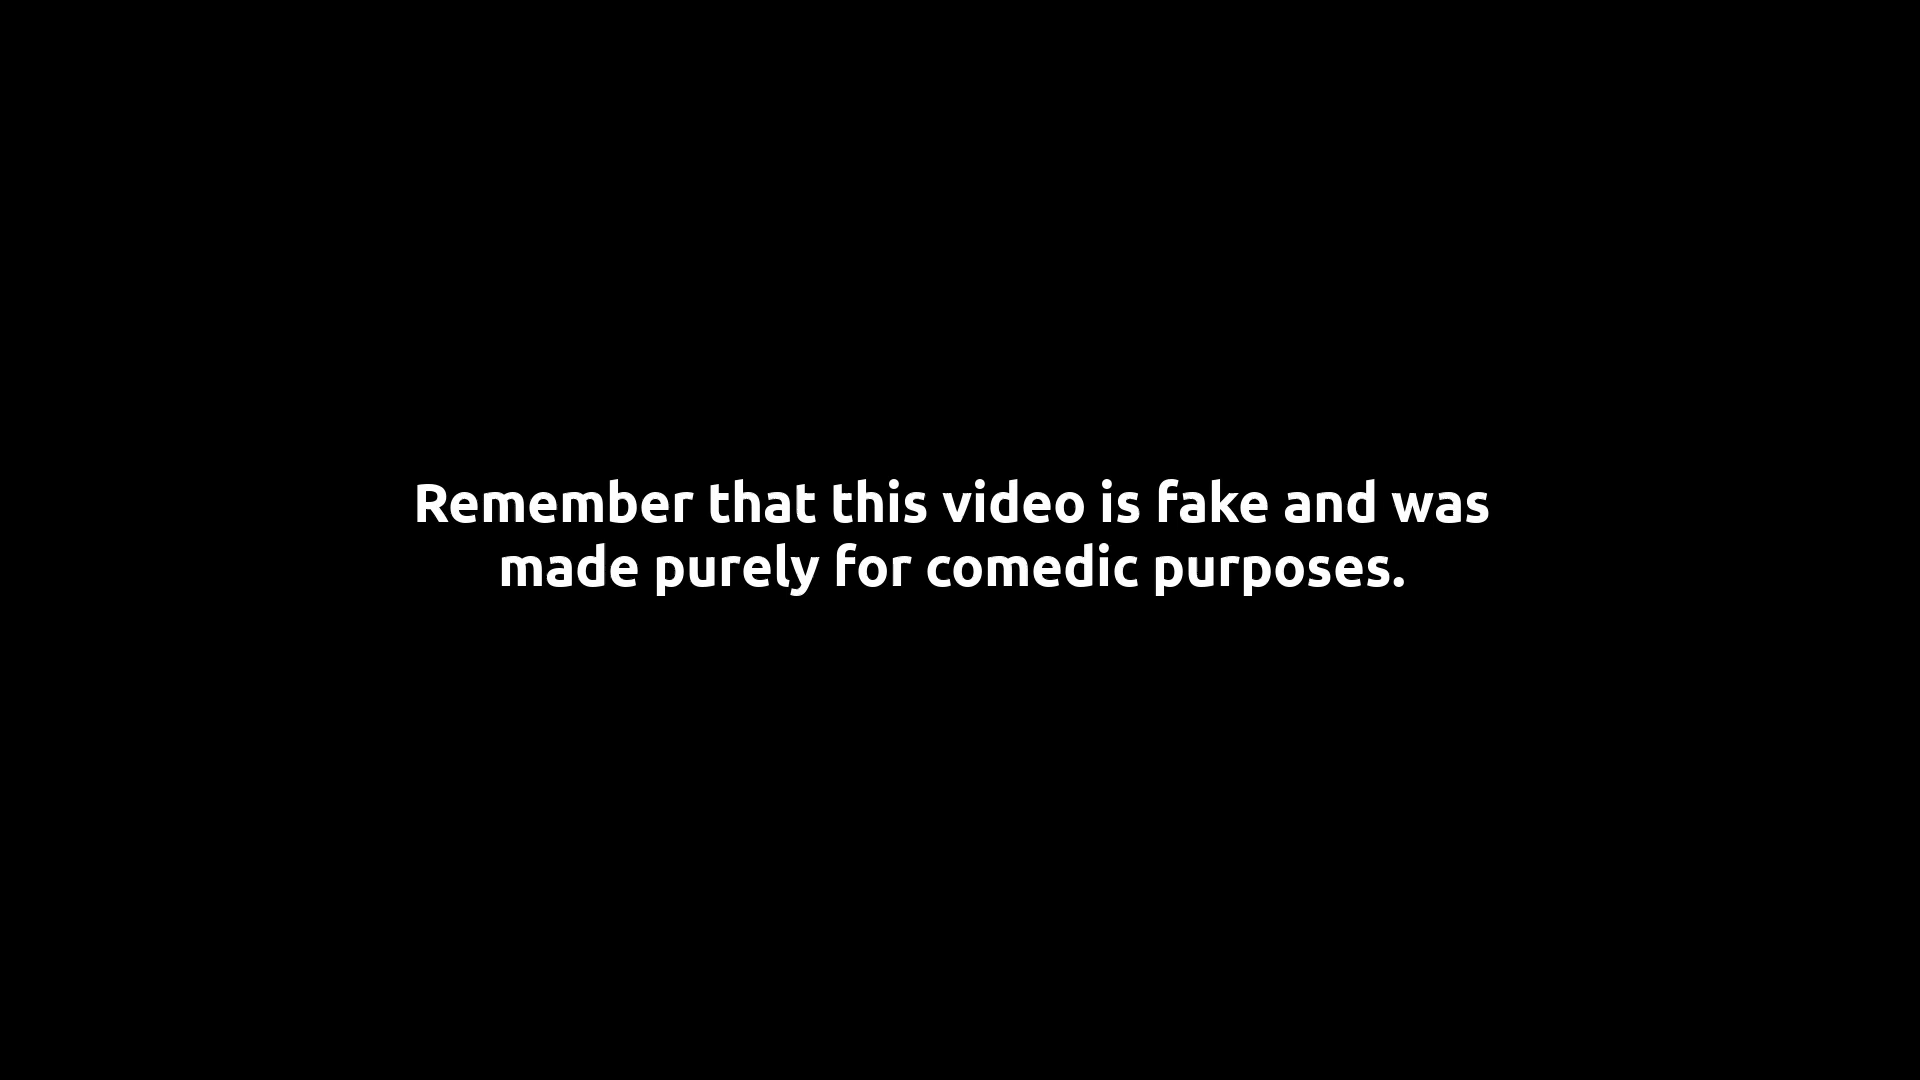 Remember that this video is fake and was
made purely for comedic purposes.